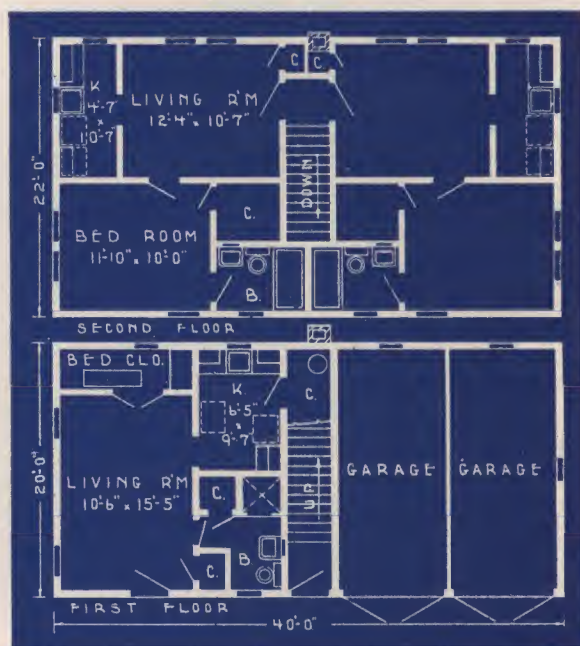 22'-0"
K.
4'-7"
x
10'-7"
LIVING R'M
12'-4" x 10'-7"
C.
C.
DOWN
C.
BED ROOM
11'-10" x 10'-0"
B.
SECOND FLOOR
20'-0"
BED CLO.
K.
6'-5"
x
9'-7"
C.
LIVING R'M
10'-6" x 15'-5"
C.
UP
GARAGE
GARAGE
B.
C.
FIRST FLOOR
40'-0"